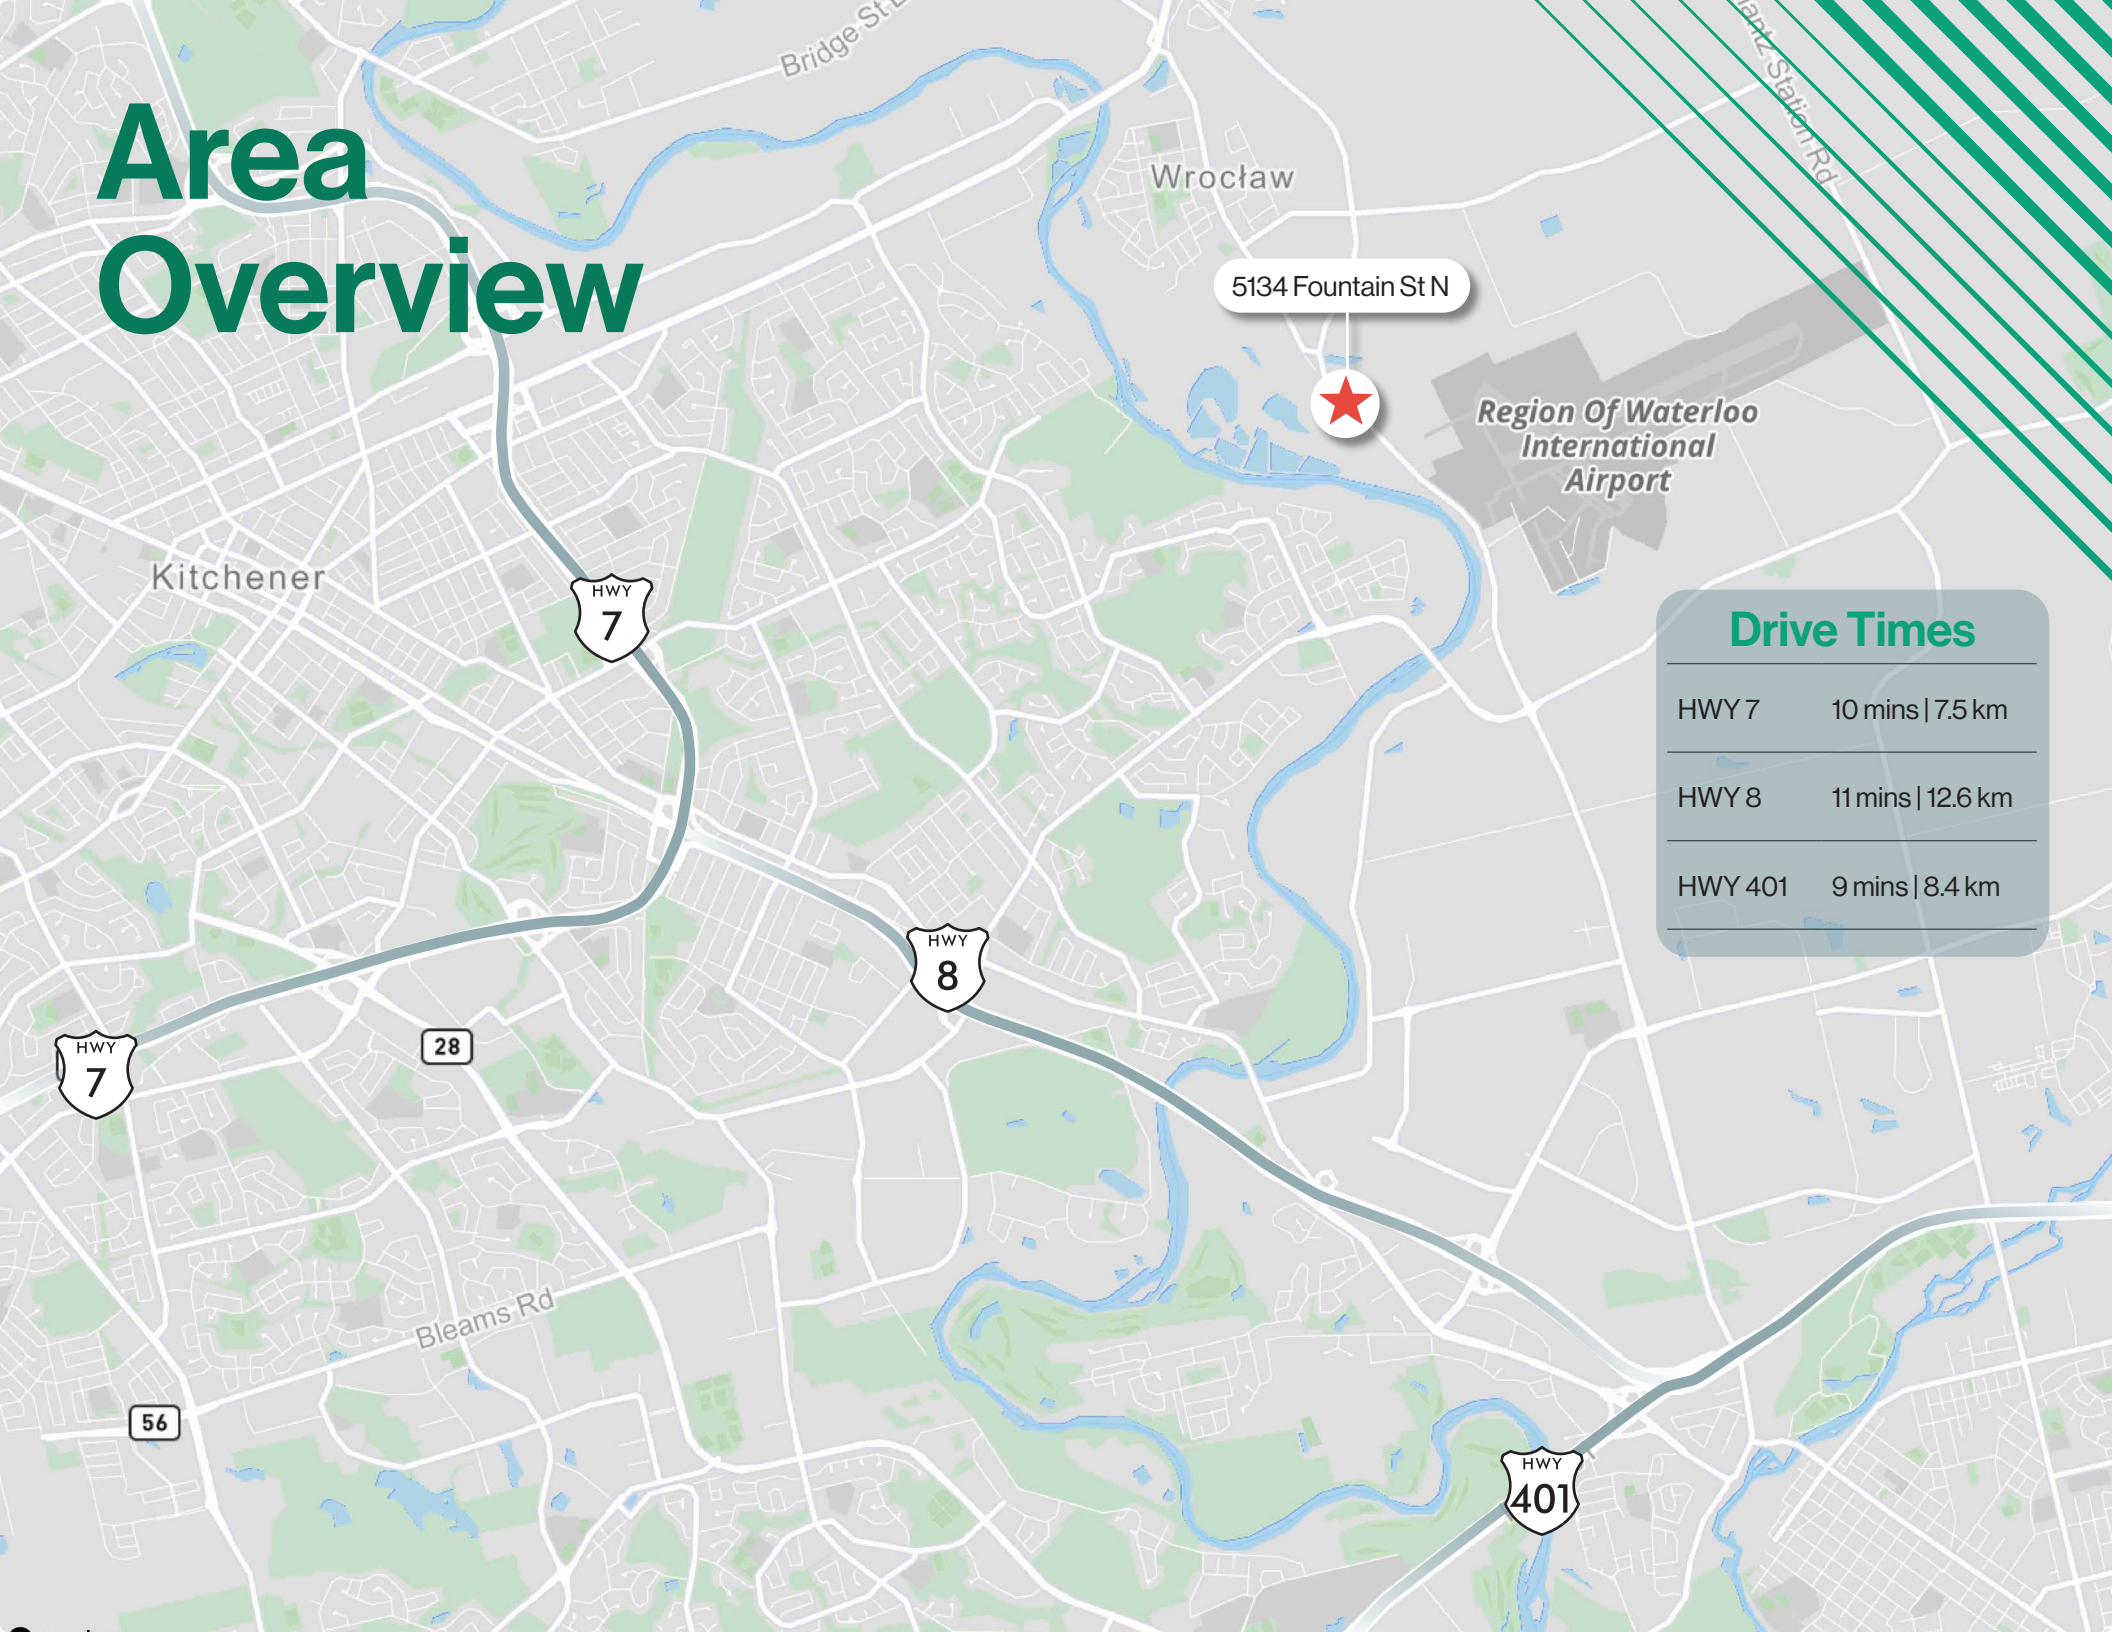 Area
Overview
Bridge St
Station Rd
Wrocław
5134 Fountain St N
Region Of Waterloo
International
Airport
Kitchener
HWY
7
Drive Times
HWY 7 10 mins | 7.5 km
HWY 8 11 mins | 12.6 km
HWY 401 9 mins | 8.4 km
HWY
8
HWY
7
28
Bleams Rd
56
HWY
401